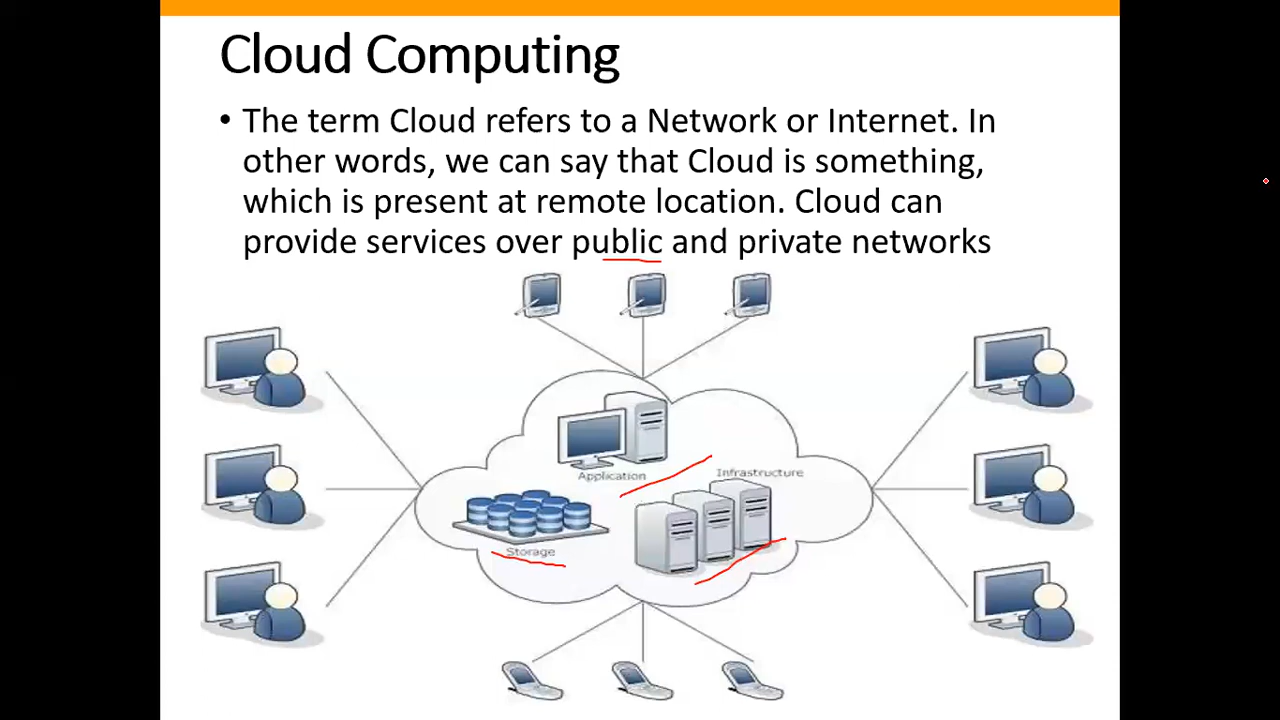 Cloud Computing
• The term Cloud refers to a Network or Internet. In
other words, we can say that Cloud is something,
which is present at remote location. Cloud can
provide services over public and private networks
Application
Infrastructure
Storage